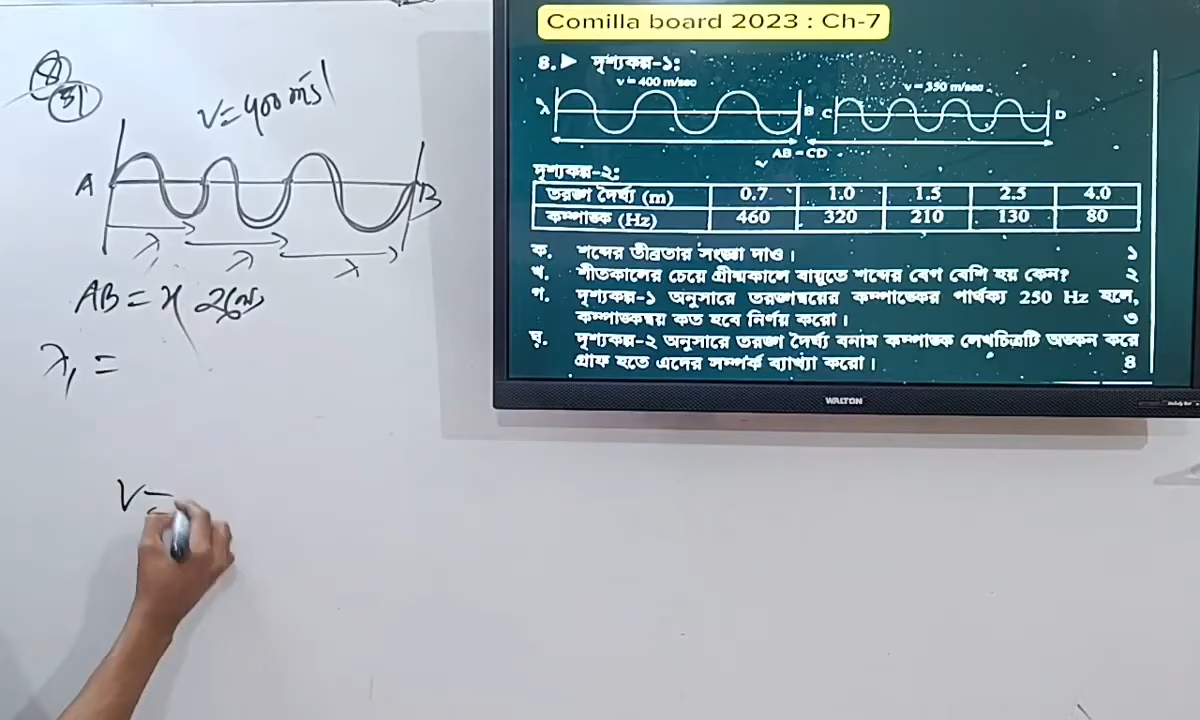 Comilla board 2023 : Ch-7
৪. ▶ দৃশ্যকল্প-১:
v = 400 m/sec
v = 350 m/sec
A B C D
AB = CD
দৃশ্যকল্প-২:
তরঙ্গ দৈর্ঘ্য (m) 0.7 1.0 1.5 2.5 4.0
কম্পাঙ্ক (Hz) 460 320 210 130 80
ক. শব্দের তীব্রতার সংজ্ঞা দাও। ১
খ. শীতকালের চেয়ে গ্রীষ্মকালে বায়ুতে শব্দের বেগ বেশি হয় কেন? ২
গ. দৃশ্যকল্প-১ অনুসারে তরঙ্গদ্বয়ের কম্পাঙ্কের পার্থক্য 250 Hz হলে,
কম্পাঙ্কদ্বয় কত হবে নির্ণয় করো। ৩
ঘ. দৃশ্যকল্প-২ অনুসারে তরঙ্গ দৈর্ঘ্য বনাম কম্পাঙ্ক লেখচিত্রটি অঙ্কন করে
গ্রাফ হতে এদের সম্পর্ক ব্যাখ্যা করো। ৪
WALTON
৪
গ
V = 400 ms⁻¹
A B
λ λ λ
AB = x
λ₁ =
V =